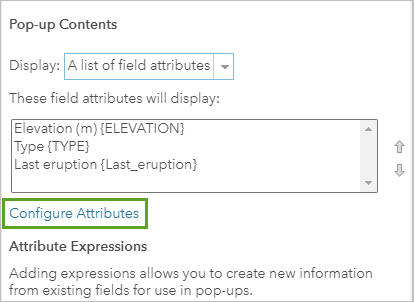 Pop-up Contents
Display: A list of field attributes
These field attributes will display:
Elevation (m) {ELEVATION}
Type {TYPE}
Last eruption {Last_eruption}
Configure Attributes
Attribute Expressions
Adding expressions allows you to create new information
from existing fields for use in pop-ups.